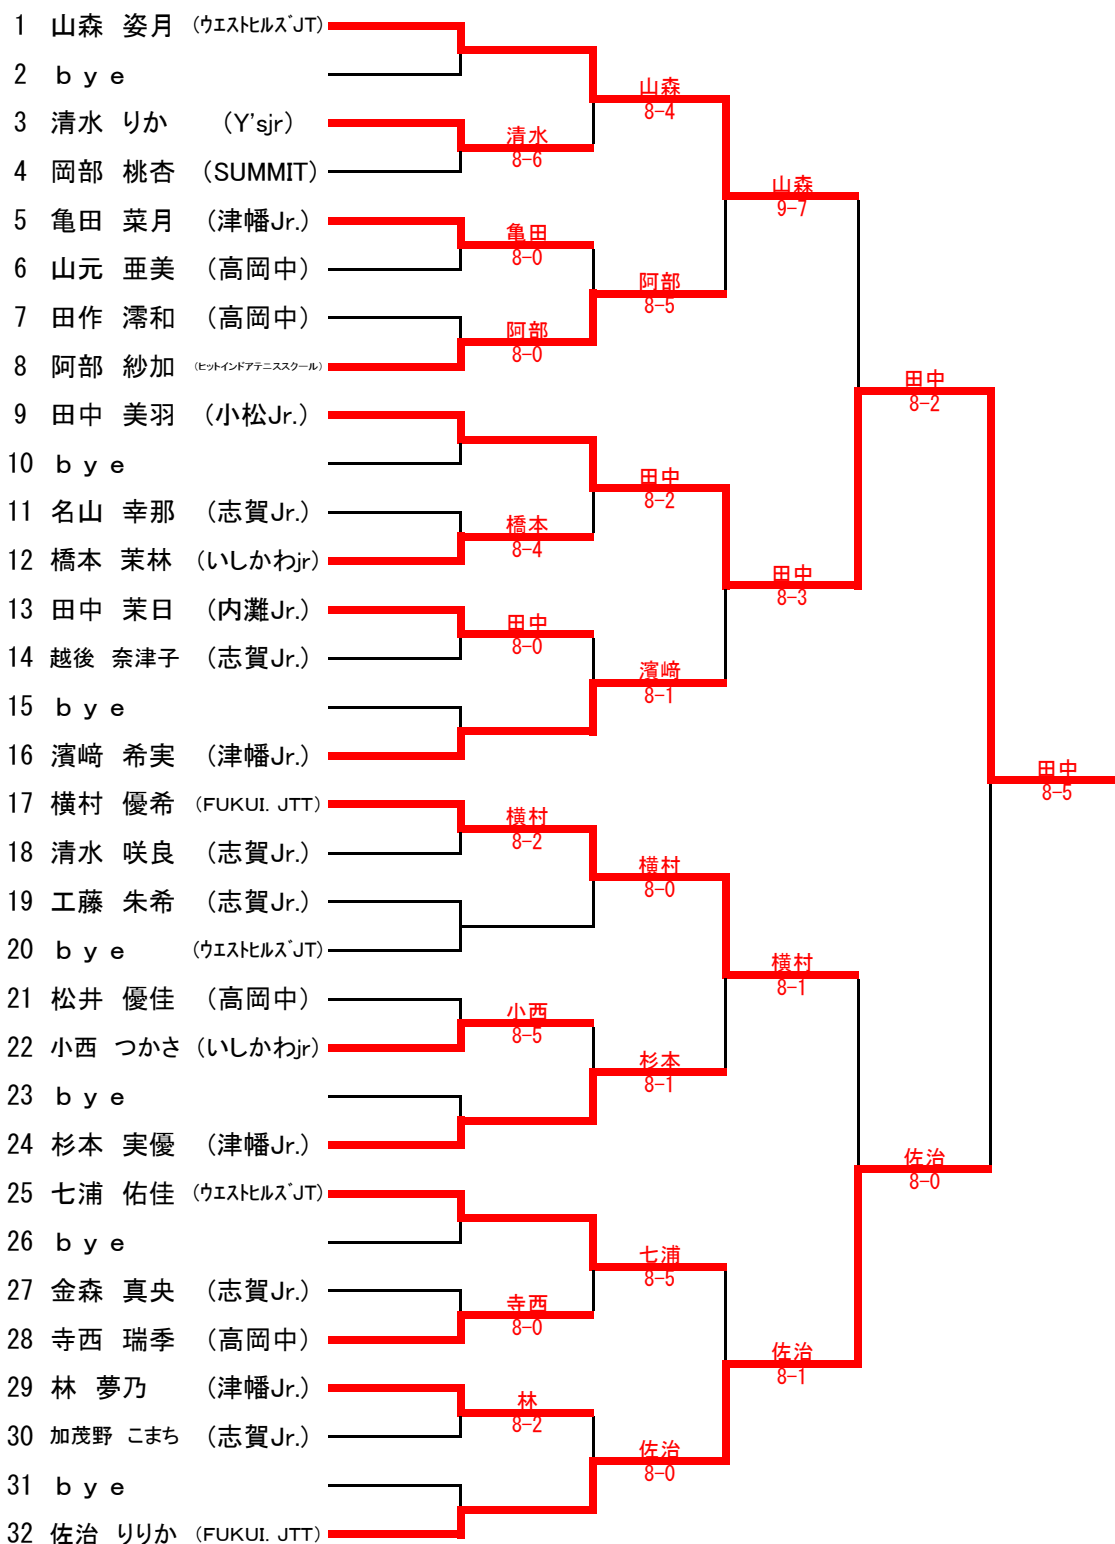 1 山森 姿月 (ウエストヒルズJT)
2 ｂｙｅ
山森
8-4
3 清水 りか (Y'sjr)
清水
8-6
4 岡部 桃杏 (SUMMIT)
山森
9-7
5 亀田 菜月 (津幡Jr.)
亀田
8-0
6 山元 亜美 (高岡中)
阿部
8-5
7 田作 澪和 (高岡中)
阿部
8-0
8 阿部 紗加 (ヒットインドアテニススクール)
田中
8-2
9 田中 美羽 (小松Jr.)
10 ｂｙｅ
田中
8-2
11 名山 幸那 (志賀Jr.)
橋本
8-4
12 橋本 茉林 (いしかわjr)
田中
8-3
13 田中 茉日 (内灘Jr.)
田中
8-0
14 越後 奈津子 (志賀Jr.)
濱﨑
8-1
15 ｂｙｅ
16 濱﨑 希実 (津幡Jr.)
田中
8-5
17 横村 優希 (FUKUI. JTT)
横村
8-2
18 清水 咲良 (志賀Jr.)
横村
8-0
19 工藤 朱希 (志賀Jr.)
20 ｂｙｅ (ウエストヒルズJT)
横村
8-1
21 松井 優佳 (高岡中)
小西
8-5
22 小西 つかさ (いしかわjr)
杉本
8-1
23 ｂｙｅ
24 杉本 実優 (津幡Jr.)
佐治
8-0
25 七浦 佑佳 (ウエストヒルズJT)
26 ｂｙｅ
七浦
8-5
27 金森 真央 (志賀Jr.)
寺西
8-0
28 寺西 瑞季 (高岡中)
佐治
8-1
29 林 夢乃 (津幡Jr.)
林
8-2
30 加茂野 こまち (志賀Jr.)
佐治
8-0
31 ｂｙｅ
32 佐治 りりか (FUKUI. JTT)